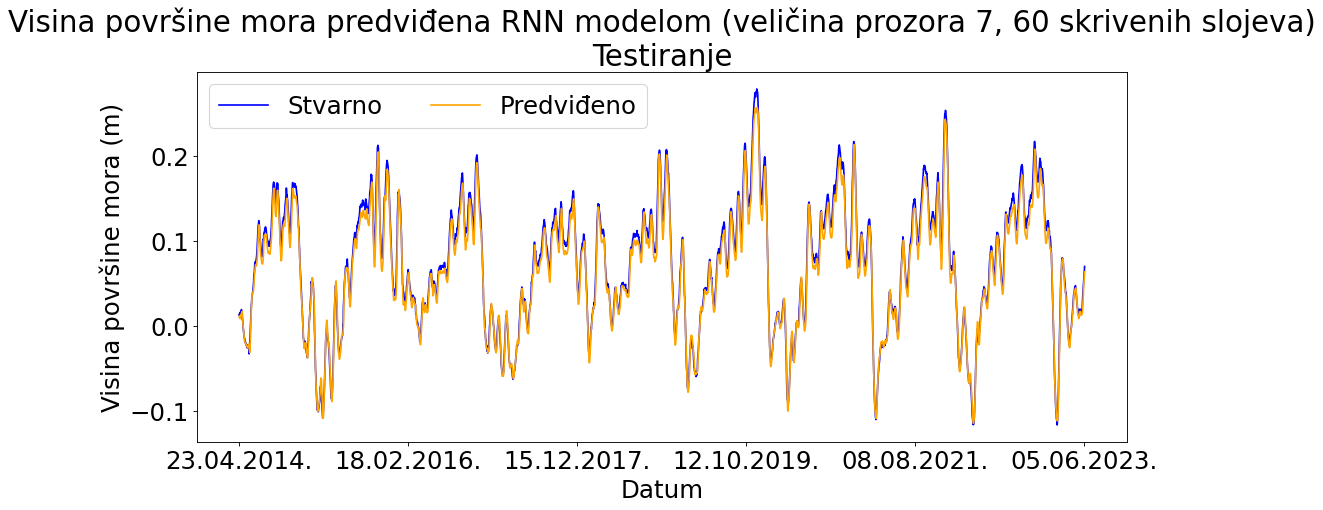 Visina površine mora predviđena RNN modelom (veličina prozora 7, 60 skrivenih slojeva)
Testiranje
Stvarno
Predviđeno
Visina površine mora (m)
0.2
0.1
0.0
−0.1
23.04.2014.
18.02.2016.
15.12.2017.
12.10.2019.
08.08.2021.
05.06.2023.
Datum